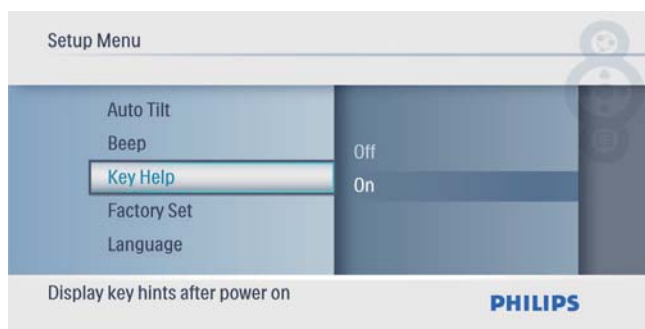 Setup Menu
Auto Tilt
Beep
Key Help
Factory Set
Language
Off
On
Display key hints after power on
PHILIPS